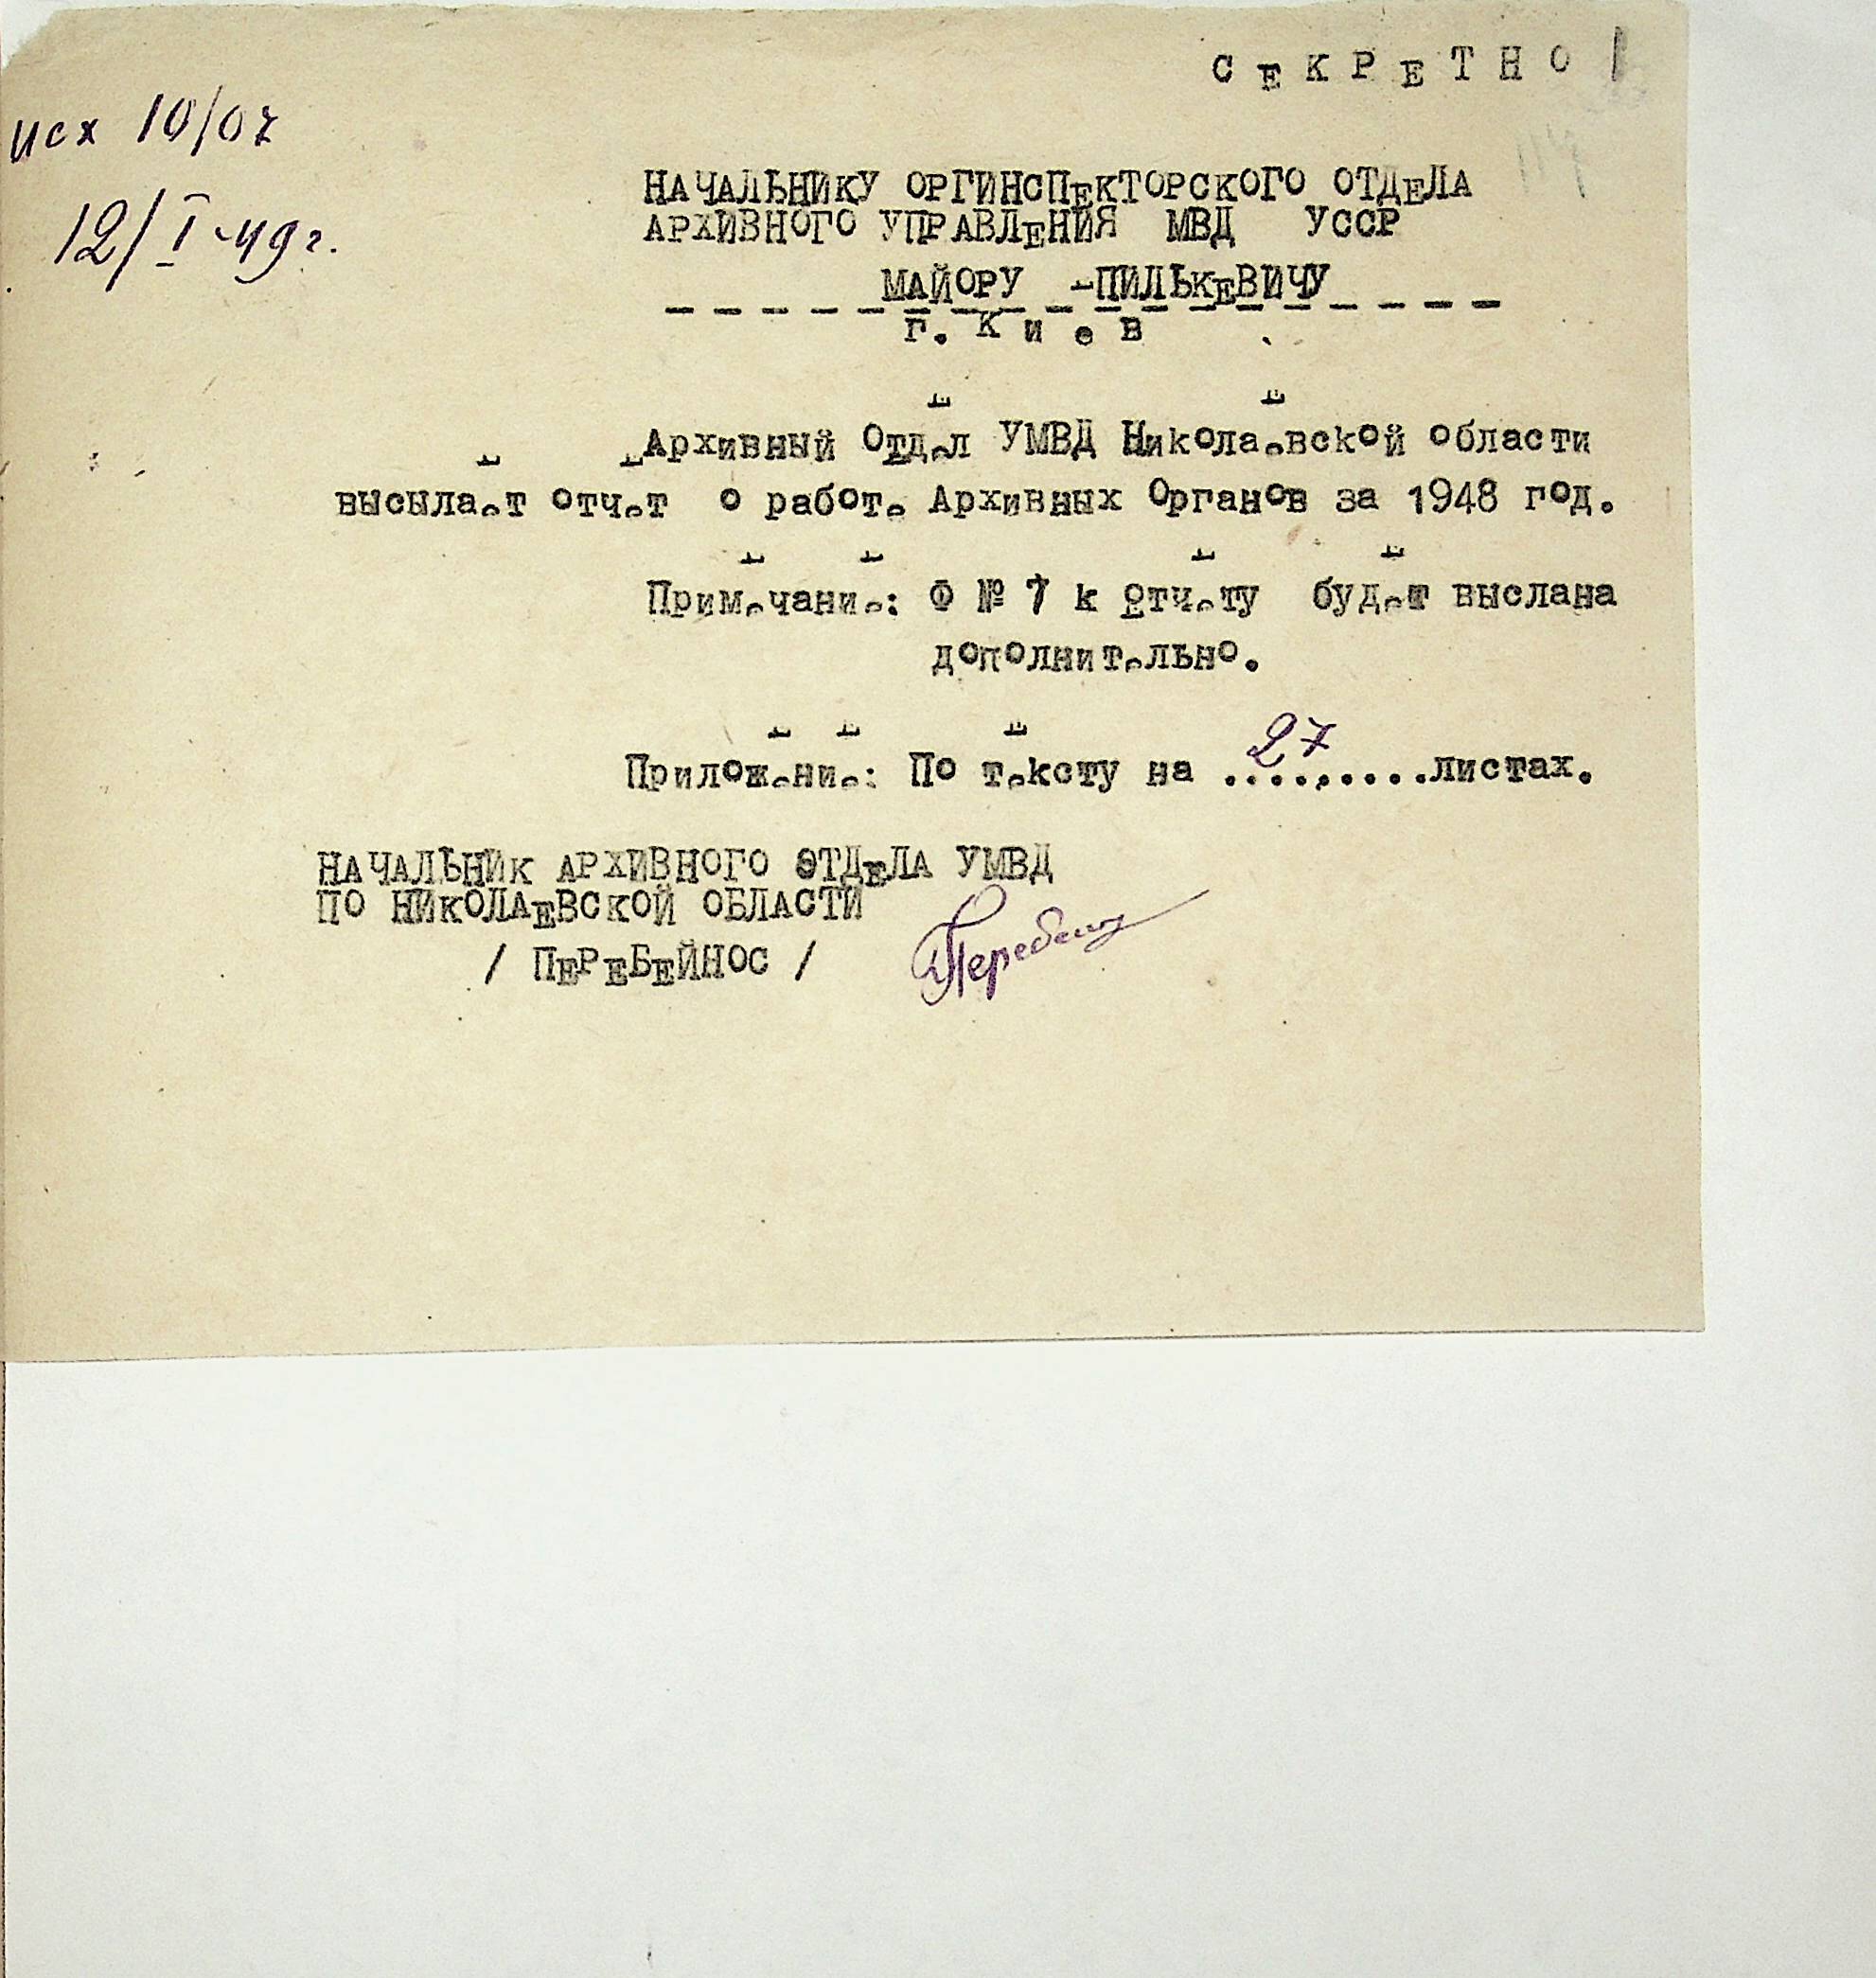 СЕКРЕТНО
исх 10/07
12/I-49г.
НАЧАЛЬНИКУ ОРГИНСПЕКТОРСКОГО ОТДЕЛА
АРХИВНОГО УПРАВЛЕНИЯ МВД УССР
МАЙОРУ -ПИЛЬКЕВИЧУ
г. Киев
Архивный Отдел УМВД Николаевской области
высылает отчет о работе Архивных Органов за 1948 год.
Примечание: Ф № 7 к отчету будет выслана
дополнительно.
Приложение: По тексту на ...27......листах.
НАЧАЛЬНИК АРХИВНОГО ОТДЕЛА УМВД
ПО НИКОЛАЕВСКОЙ ОБЛАСТИ
/ ПЕРЕБЕЙНОС /